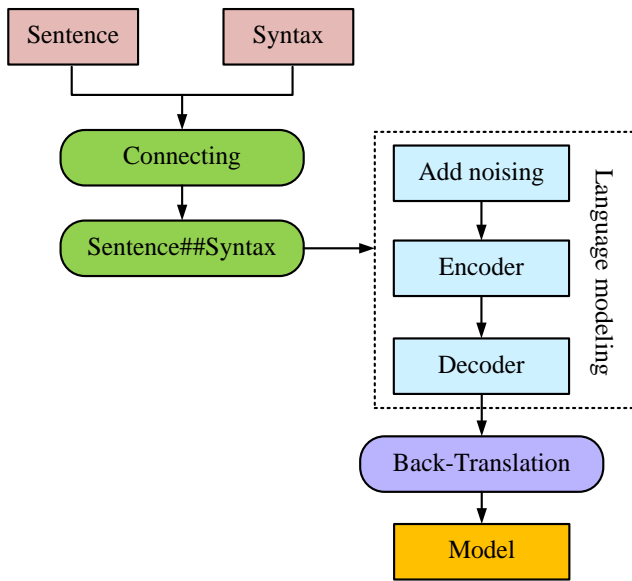 Sentence
Syntax
Connecting
Sentence##Syntax
Add noising
Encoder
Decoder
Language modeling
Back-Translation
Model